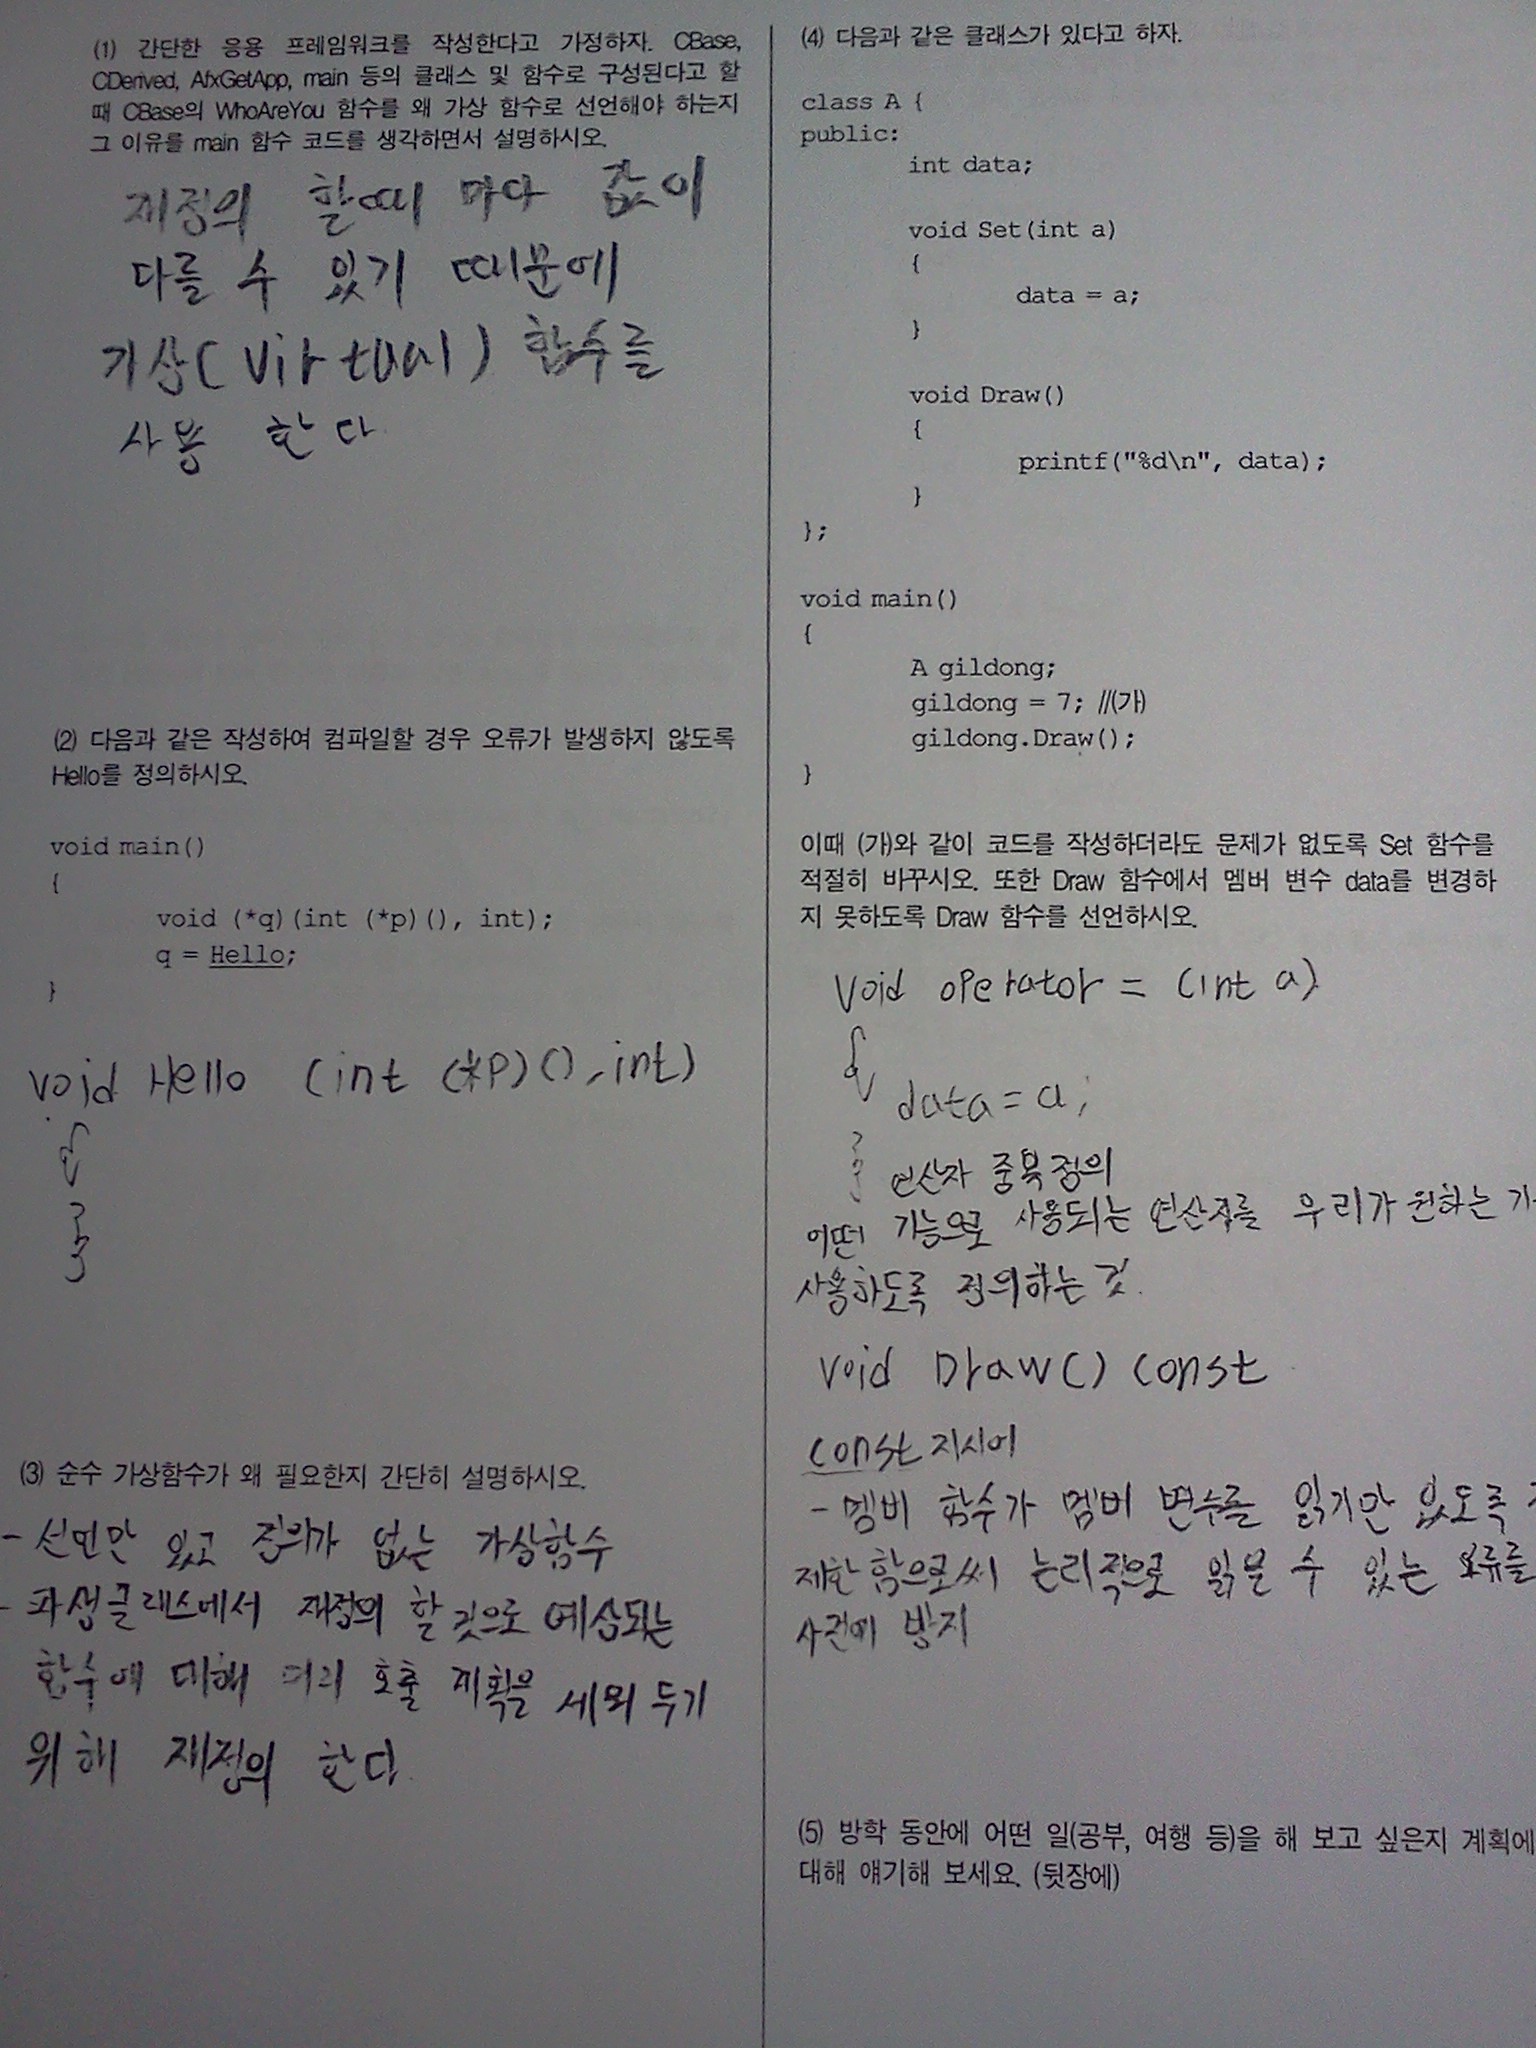 (1) 간단한 응용 프레임워크를 작성한다고 가정하자. CBase,
CDerived, AfxGetApp, main 등의 클래스 및 함수로 구성된다고 할
때 CBase의 WhoAreYou 함수를 왜 가상 함수로 선언해야 하는지
그 이유를 main 함수 코드를 생각하면서 설명하시오.
재정의 할때 마다 값이
다를 수 있기 때문에
가상(virtual) 함수를
사용 한다
(2) 다음과 같은 작성하여 컴파일할 경우 오류가 발생하지 않도록
Hello를 정의하시오.
void main()
{
void (*q)(int (*p)(), int);
q = Hello;
}
void Hello (int (*p)(), int)
{
}
(3) 순수 가상함수가 왜 필요한지 간단히 설명하시오.
- 선언만 있고 정의가 없는 가상함수
- 파생클래스에서 재정의 할 것으로 예상되는
함수에 대해 미리 호출 계획을 세워 두기
위해 재정의 한다.
(4) 다음과 같은 클래스가 있다고 하자.
class A {
public:
int data;
void Set(int a)
{
data = a;
}
void Draw()
{
printf("%d\n", data);
}
};
void main()
{
A gildong;
gildong = 7; //(가)
gildong.Draw();
}
이때 (가)와 같이 코드를 작성하더라도 문제가 없도록 Set 함수를
적절히 바꾸시오. 또한 Draw 함수에서 멤버 변수 data를 변경하
지 못하도록 Draw 함수를 선언하시오.
void operator = (int a)
{
data = a;
}
연산자 중복정의
어떤 기능으로 사용되는 연산자를 우리가 원하는
사용하도록 정의하는 것.
void Draw() const
const 지시어
- 멤버 함수가 멤버 변수를 읽기만 있도록
제한 함으로써 논리적으로 읽을 수 있는 오류를
사전에 방지
(5) 방학 동안에 어떤 일(공부, 여행 등)을 해 보고 싶은지 계획에
대해 얘기해 보세요. (뒷장에)